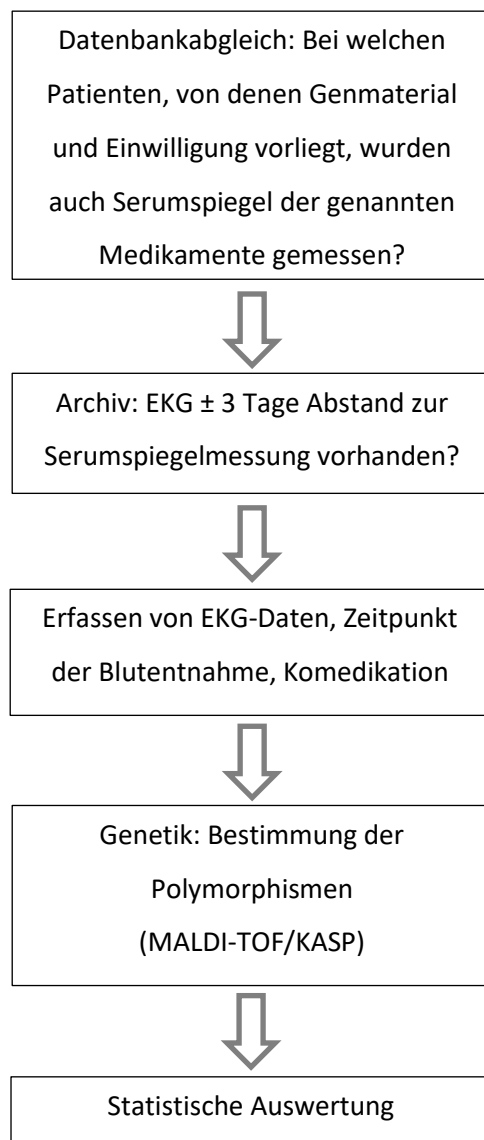 Datenbankabgleich: Bei welchen
Patienten, von denen Genmaterial
und Einwilligung vorliegt, wurden
auch Serumspiegel der genannten
Medikamente gemessen?
Archiv: EKG ± 3 Tage Abstand zur
Serumspiegelmessung vorhanden?
Erfassen von EKG-Daten, Zeitpunkt
der Blutentnahme, Komedikation
Genetik: Bestimmung der
Polymorphismen
(MALDI-TOF/KASP)
Statistische Auswertung